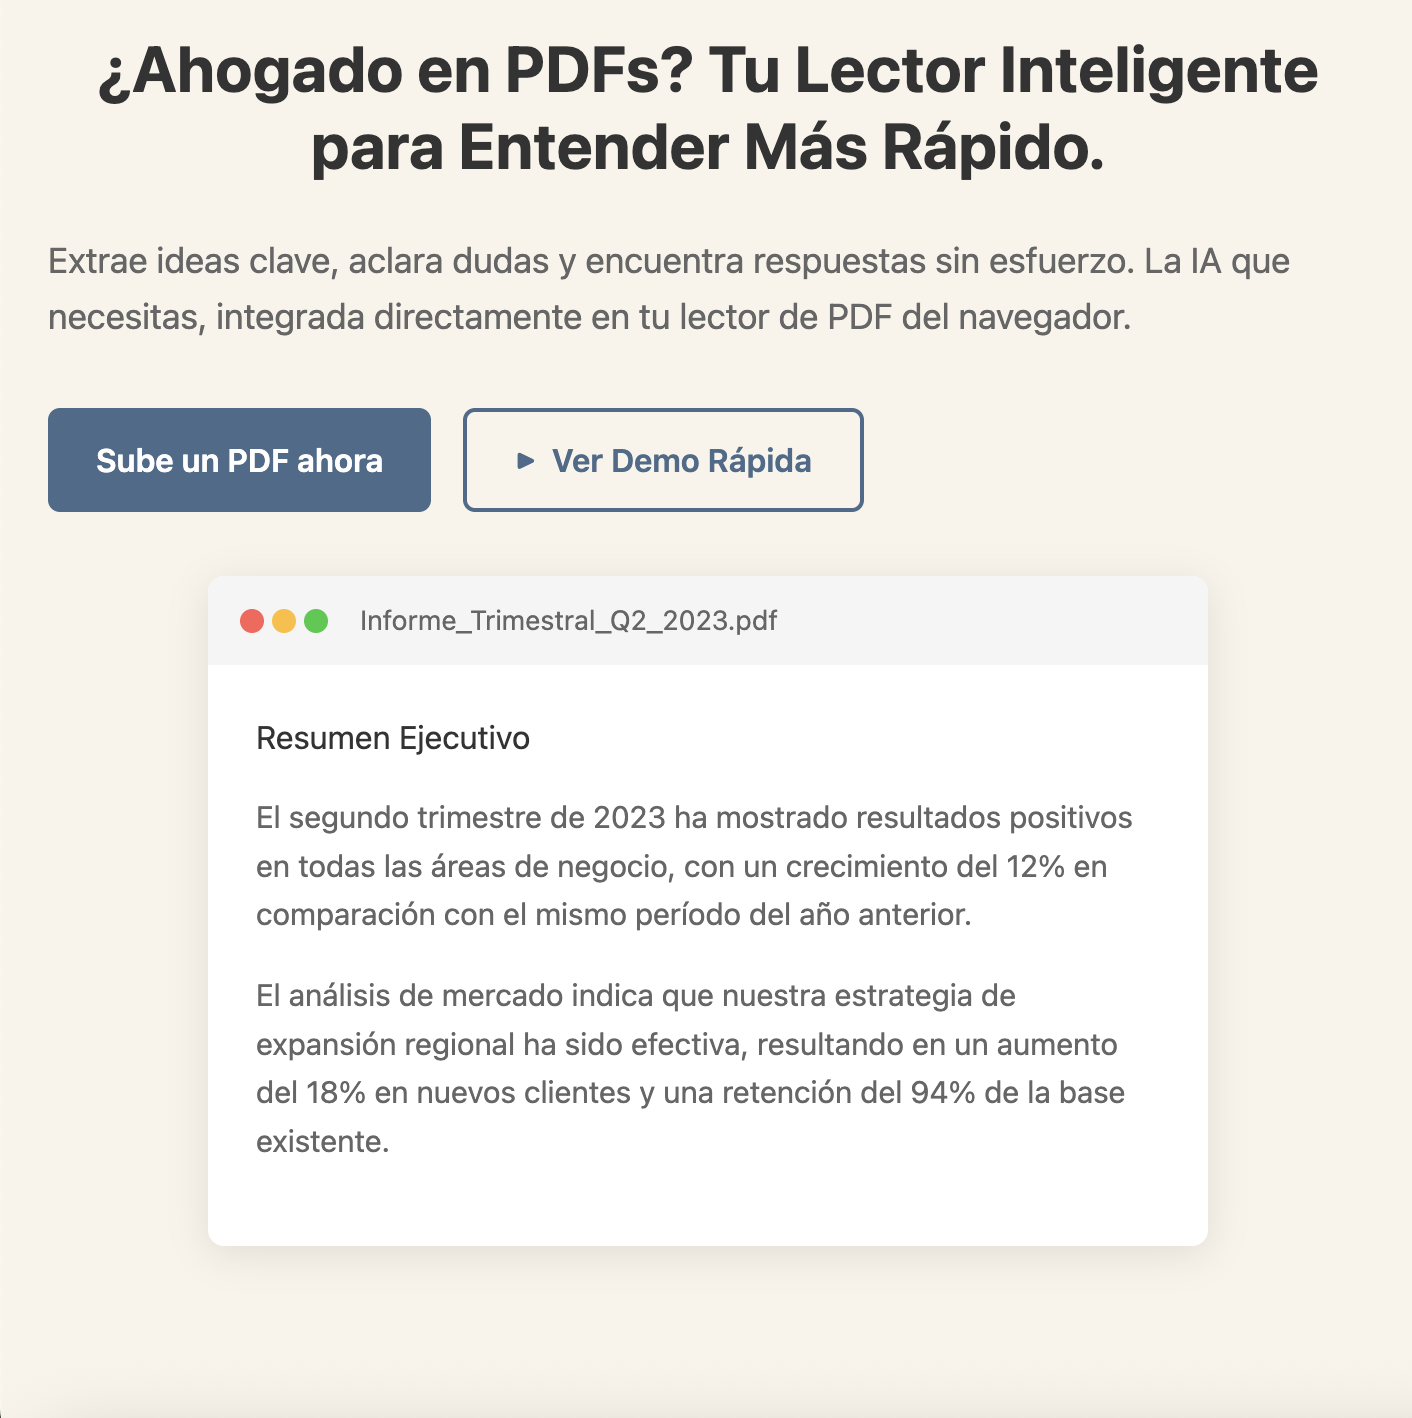 ¿Ahogado en PDFs? Tu Lector Inteligente
para Entender Más Rápido.
Extrae ideas clave, aclara dudas y encuentra respuestas sin esfuerzo. La IA que
necesitas, integrada directamente en tu lector de PDF del navegador.
Sube un PDF ahora
Ver Demo Rápida
Informe_Trimestral_Q2_2023.pdf
Resumen Ejecutivo
El segundo trimestre de 2023 ha mostrado resultados positivos
en todas las áreas de negocio, con un crecimiento del 12% en
comparación con el mismo período del año anterior.
El análisis de mercado indica que nuestra estrategia de
expansión regional ha sido efectiva, resultando en un aumento
del 18% en nuevos clientes y una retención del 94% de la base
existente.